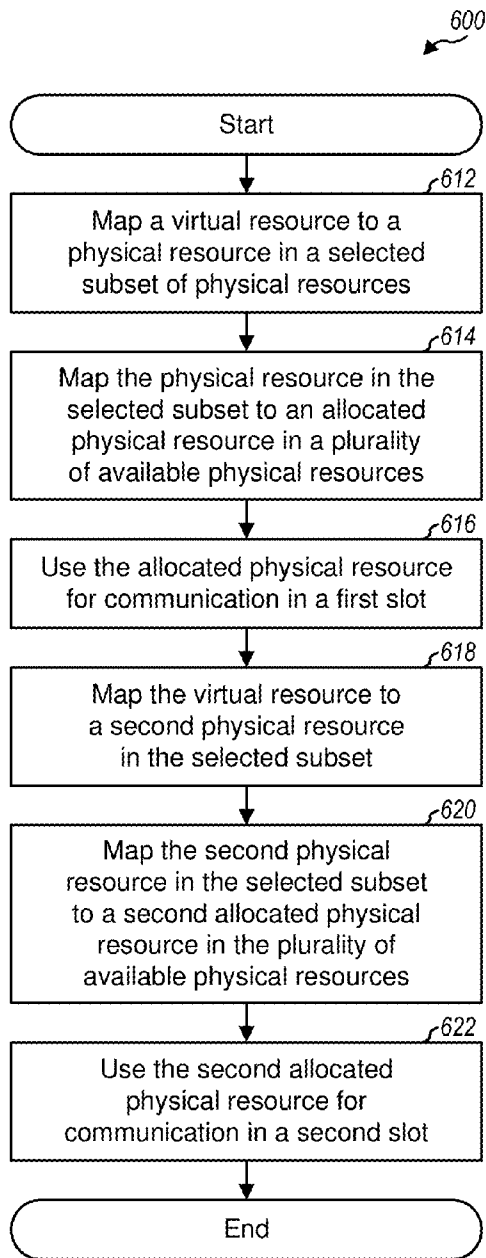 600
Start
612
Map a virtual resource to a
physical resource in a selected
subset of physical resources
614
Map the physical resource in the
selected subset to an allocated
physical resource in a plurality
of available physical resources
616
Use the allocated physical resource
for communication in a first slot
618
Map the virtual resource to
a second physical resource
in the selected subset
620
Map the second physical
resource in the selected subset
to a second allocated physical
resource in the plurality of
available physical resources
622
Use the second allocated
physical resource for
communication in a second slot
End